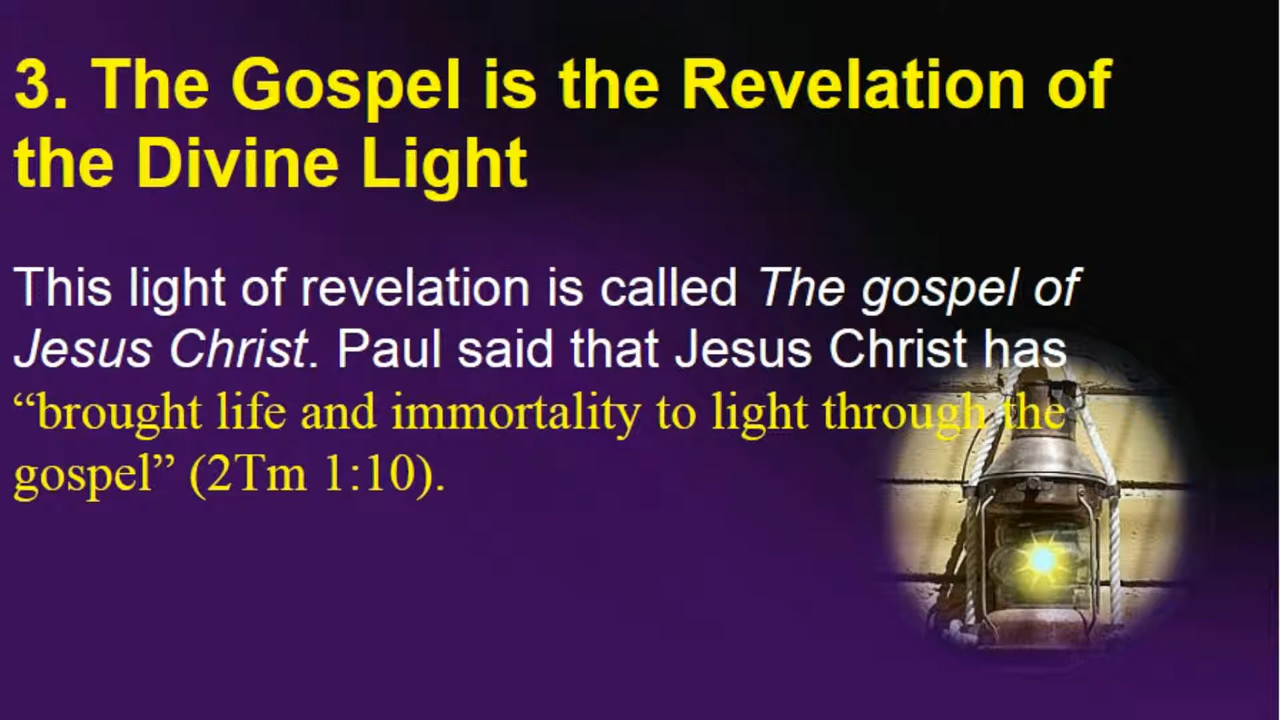 3. The Gospel is the Revelation of
the Divine Light
This light of revelation is called The gospel of
Jesus Christ. Paul said that Jesus Christ has
“brought life and immortality to light through the
gospel” (2Tm 1:10).